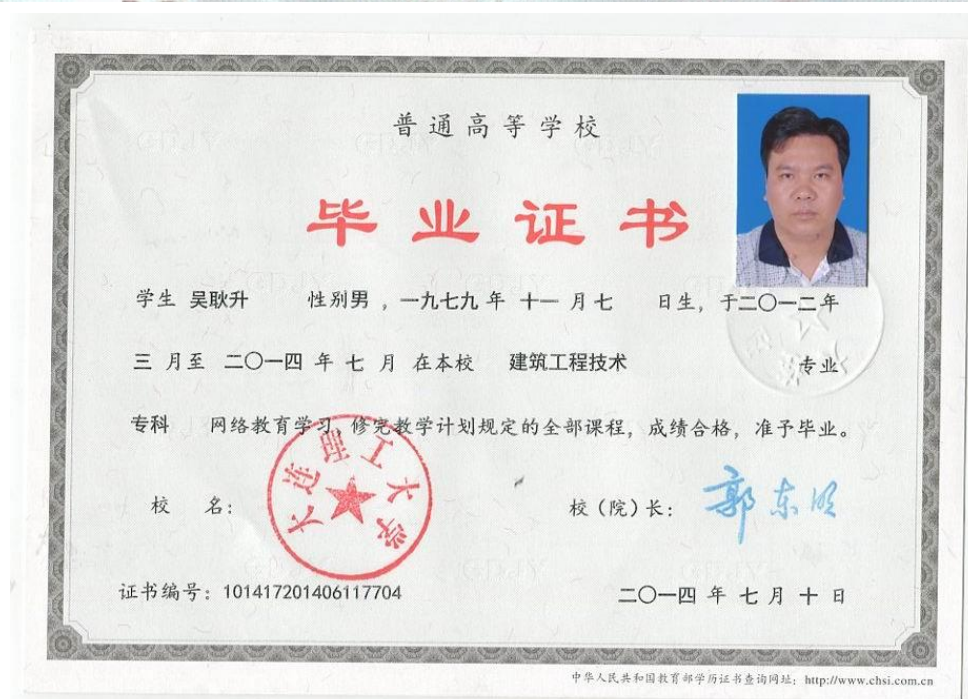 普通高等学校
毕业证书
学生 吴耿升 性别男，一九七九年 十一月七 日生，于二〇一二年
三 月至 二〇一四 年 七 月 在本校 建筑工程技术 专业
专科 网络教育学习，修完教学计划规定的全部课程，成绩合格，准予毕业。
大连理工大学
校 名： 校（院）长： 郭东明
证书编号：101417201406117704 二〇一四 年 七 月 十 日
中华人民共和国教育部学历证书查询网址：http://www.chsi.com.cn